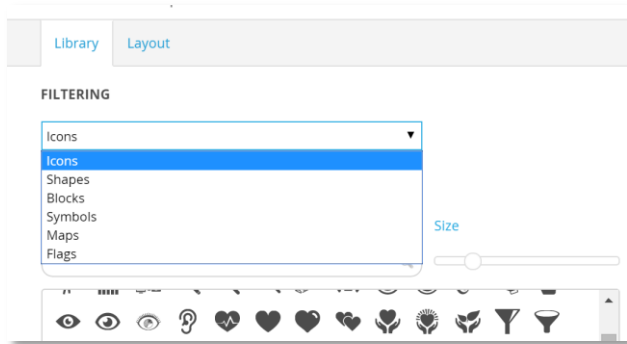 Library Layout
FILTERING
Icons
Icons
Shapes
Blocks
Symbols
Maps
Flags
Size